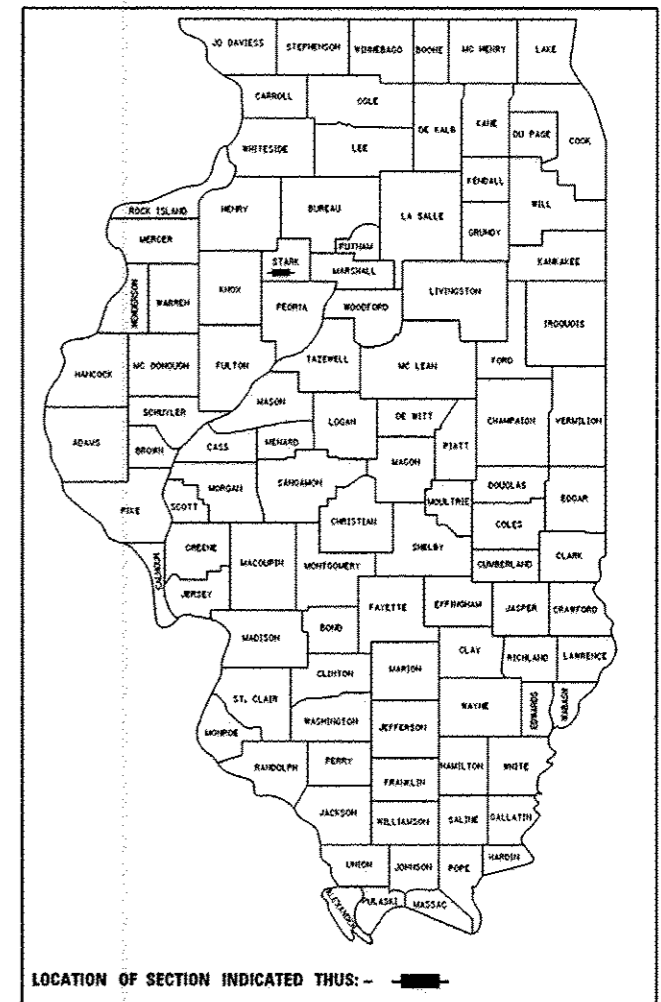 JO DAVIESS STEPHENSON WINNEBAGO BOONE MC HENRY LAKE
CARROLL OGLE DE KALB KANE DU PAGE COOK
WHITESIDE LEE KENDALL WILL
ROCK ISLAND HENRY BUREAU LA SALLE GRUNDY
MERCER PUTNAM KANKAKEE
STARK MARSHALL
HENDERSON WARREN KNOX PEORIA WOODFORD LIVINGSTON IROQUOIS
HANCOCK MC DONOUGH FULTON TAZEWELL MC LEAN FORD
SCHUYLER MASON LOGAN DE WITT CHAMPAION VERMILION
ADAMS BROWN CASS MENARD MACON PIATT
PIKE SCOTT MORGAN SANGAMON MOULTRIE DOUGLAS EDGAR
CHRISTIAN COLES
CALHOUN GREENE MACOUPIN MONTGOMERY SHELBY CUMBERLAND CLARK
JERSEY FAYETTE EFFINGHAM JASPER CRAWFORD
MADISON BOND
CLINTON MARION CLAY RICHLAND LAWRENCE
ST. CLAIR WASHINGTON WAYNE EDWARDS WABASH
MONROE JEFFERSON
RANDOLPH PERRY HAMILTON WHITE
FRANKLIN
JACKSON WILLIAMSON SALINE GALLATIN
UNION JOHNSON POPE HARDIN
ALEXANDER PULASKI MASSAC
LOCATION OF SECTION INDICATED THUS: -